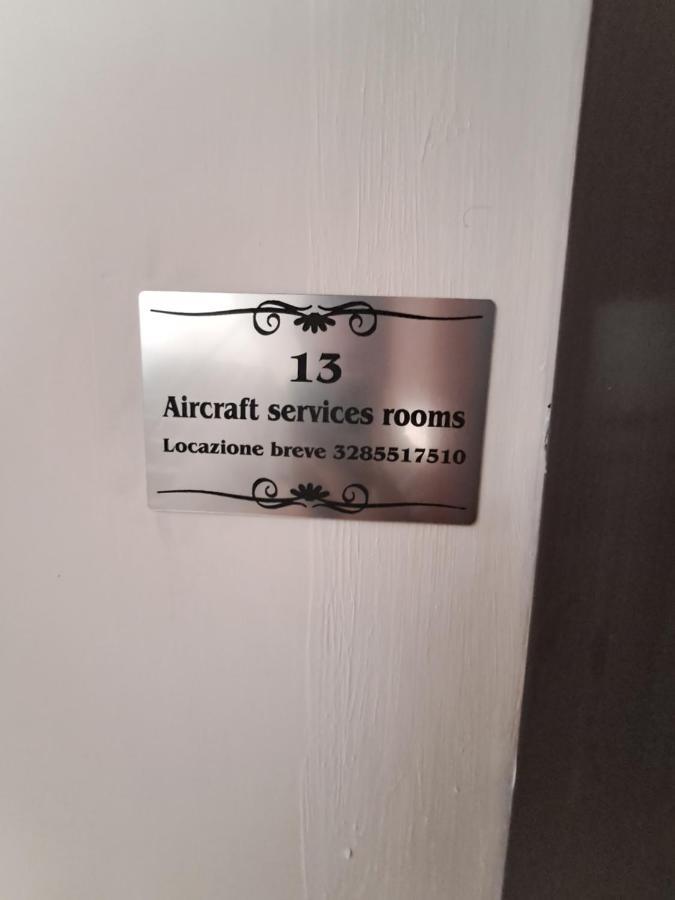 13
Aircraft services rooms
Locazione breve 3285517510